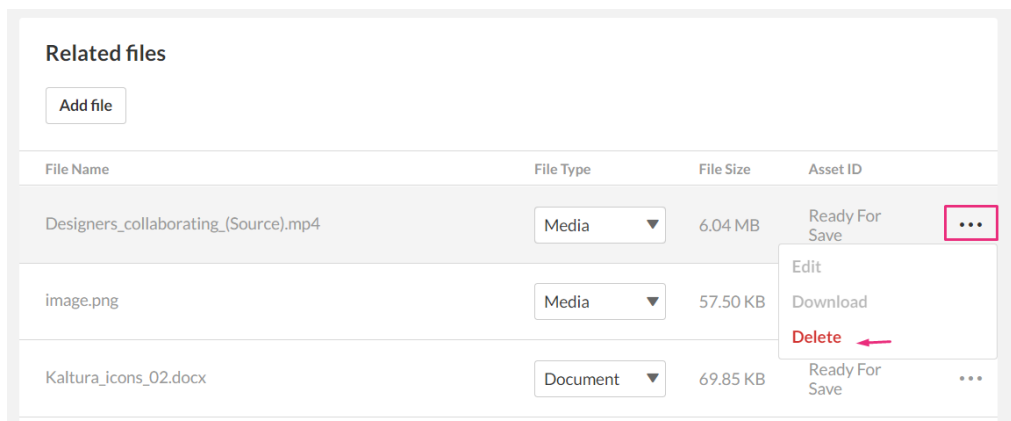 Related files
Add file
File Name File Type File Size Asset ID
Designers_collaborating_(Source).mp4 Media 6.04 MB Ready For
Save
Edit
image.png Media 57.50 KB Download
Delete
Kaltura_icons_02.docx Document 69.85 KB Ready For
Save